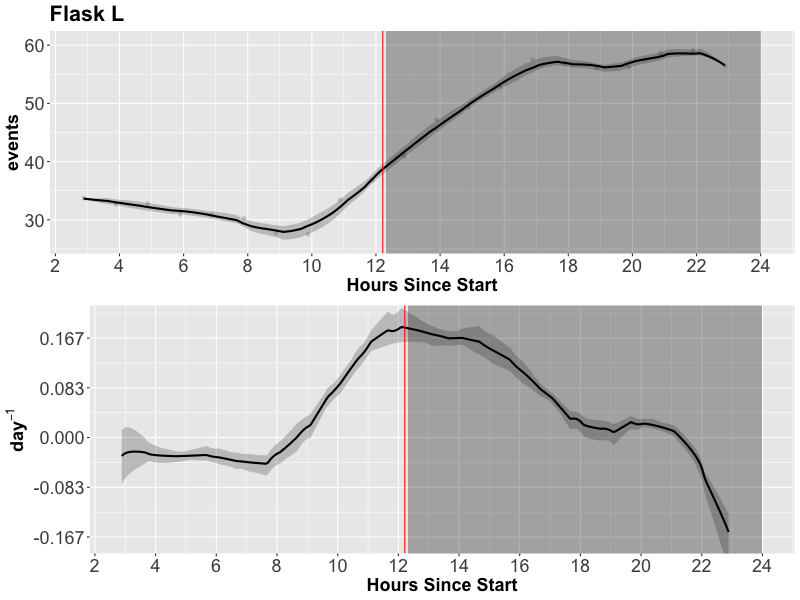 Flask L
events
60
50
40
30
2 4 6 8 10 12 14 16 18 20 22 24
Hours Since Start
day⁻¹
0.167
0.083
0.000
-0.083
-0.167
2 4 6 8 10 12 14 16 18 20 22 24
Hours Since Start